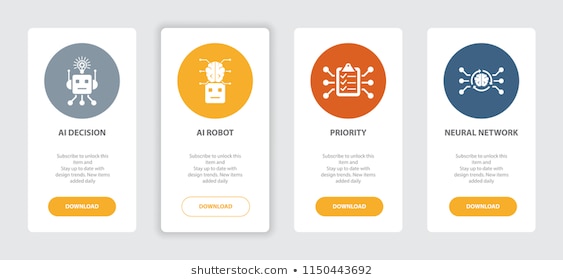 AI DECISION
Subscribe to unlock this
item and
Stay up to date with
design trends. New items
added daily.
DOWNLOAD
AI ROBOT
Subscribe to unlock this
item and
Stay up to date with
design trends. New items
added daily.
DOWNLOAD
PRIORITY
Subscribe to unlock this
item and
Stay up to date with
design trends. New items
added daily.
DOWNLOAD
NEURAL NETWORK
Subscribe to unlock this
item and
Stay up to date with
design trends. New items
added daily.
DOWNLOAD
shutterstock.com • 1150443692